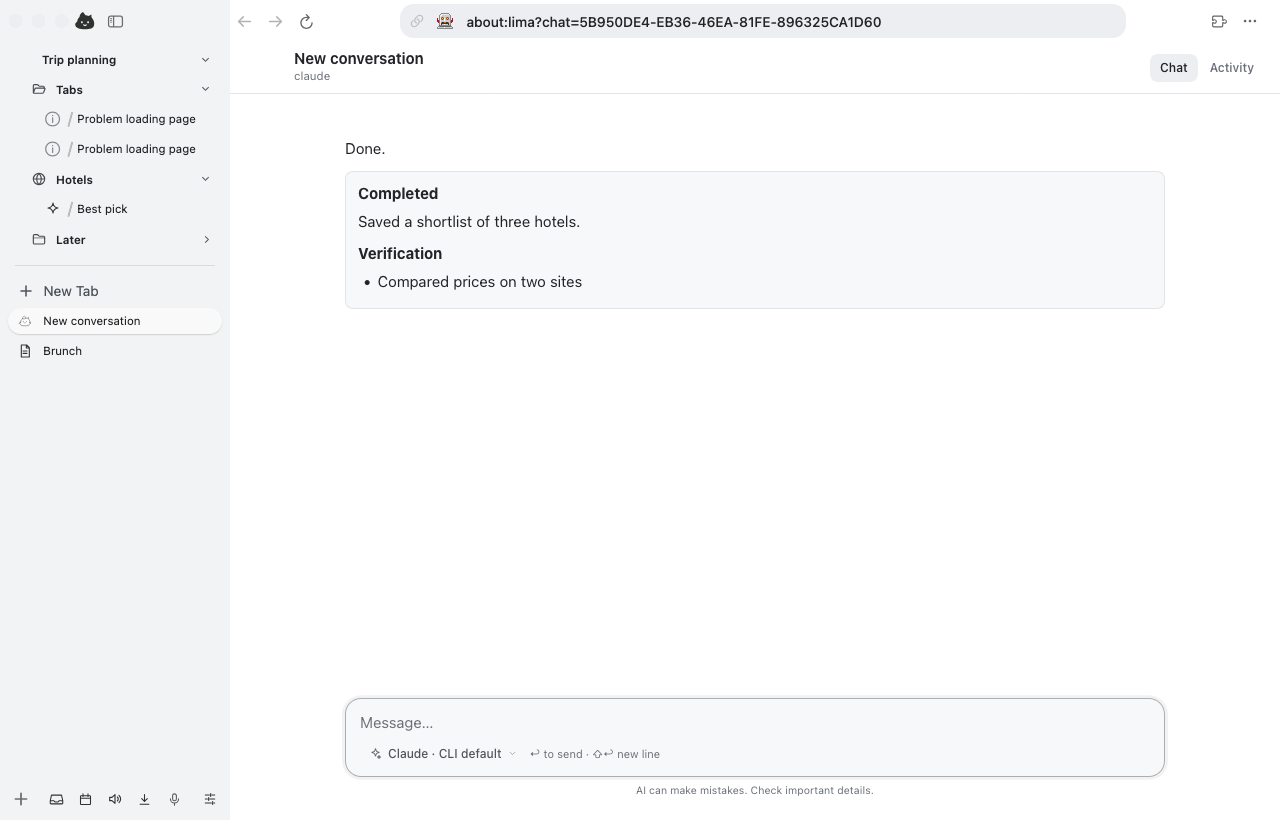 about:lima?chat=5B950DE4-EB36-46EA-81FE-896325CA1D60
Trip planning
Tabs
/ Problem loading page
/ Problem loading page
Hotels
/ Best pick
Later
New Tab
New conversation
Brunch
New conversation
claude
Chat
Activity
Done.
Completed
Saved a shortlist of three hotels.
Verification
• Compared prices on two sites
Message...
Claude · CLI default
↩ to send · ⇧↩ new line
AI can make mistakes. Check important details.